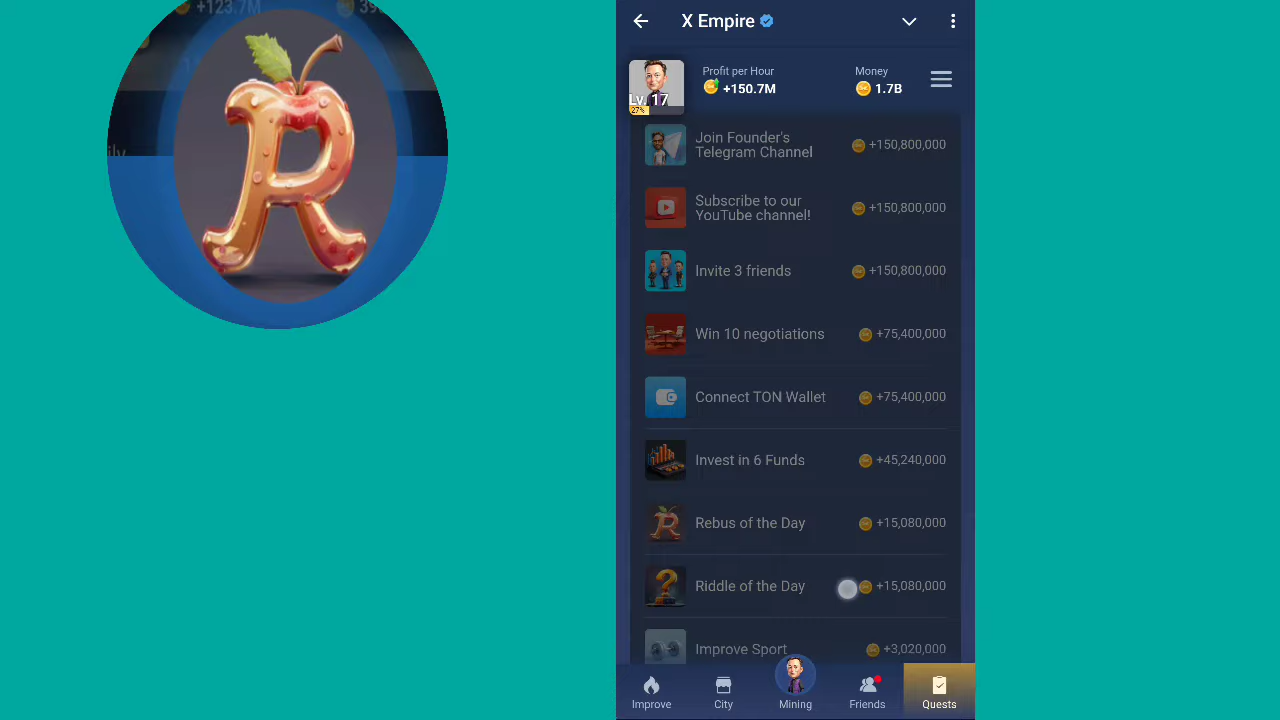 +123.7M
X Empire
Profit per Hour
+150.7M
Money
1.7B
Lv. 17
27%
Join Founder's
Telegram Channel
+150,800,000
Subscribe to our
YouTube channel!
+150,800,000
Invite 3 friends
+150,800,000
Win 10 negotiations
+75,400,000
Connect TON Wallet
+75,400,000
Invest in 6 Funds
+45,240,000
Rebus of the Day
+15,080,000
Riddle of the Day
+15,080,000
Improve Sport
+3,020,000
Improve
City
Mining
Friends
Quests